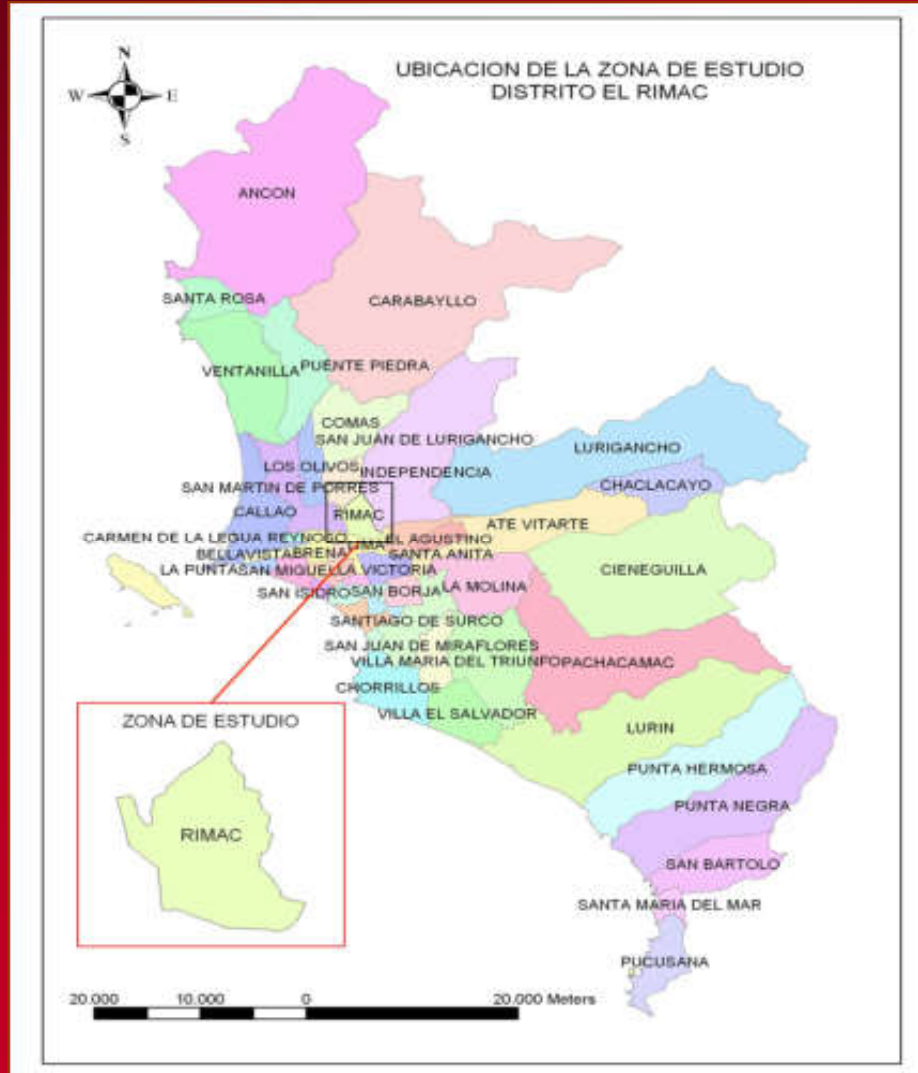 UBICACION DE LA ZONA DE ESTUDIO
DISTRITO EL RIMAC
N
W
E
S
ANCON
SANTA ROSA
CARABAYLLO
VENTANILLA
PUENTE PIEDRA
COMAS
SAN JUAN DE LURIGANCHO
LURIGANCHO
LOS OLIVOS
INDEPENDENCIA
CHACLACAYO
SAN MARTIN DE PORRES
CALLAO
RIMAC
ATE VITARTE
CARMEN DE LA LEGUA REYNOSO
EL AGUSTINO
BELLAVISTA
BRENA
LIMA
SANTA ANITA
CIENEGUILLA
LA PUNTA
SAN MIGUEL
LA VICTORIA
SAN ISIDRO
SAN BORJA
LA MOLINA
SANTIAGO DE SURCO
SAN JUAN DE MIRAFLORES
VILLA MARIA DEL TRIUNFO
PACHACAMAC
CHORRILLOS
VILLA EL SALVADOR
LURIN
ZONA DE ESTUDIO
RIMAC
PUNTA HERMOSA
PUNTA NEGRA
SAN BARTOLO
SANTA MARIA DEL MAR
PUCUSANA
20.000 10.000 0 20.000 Meters